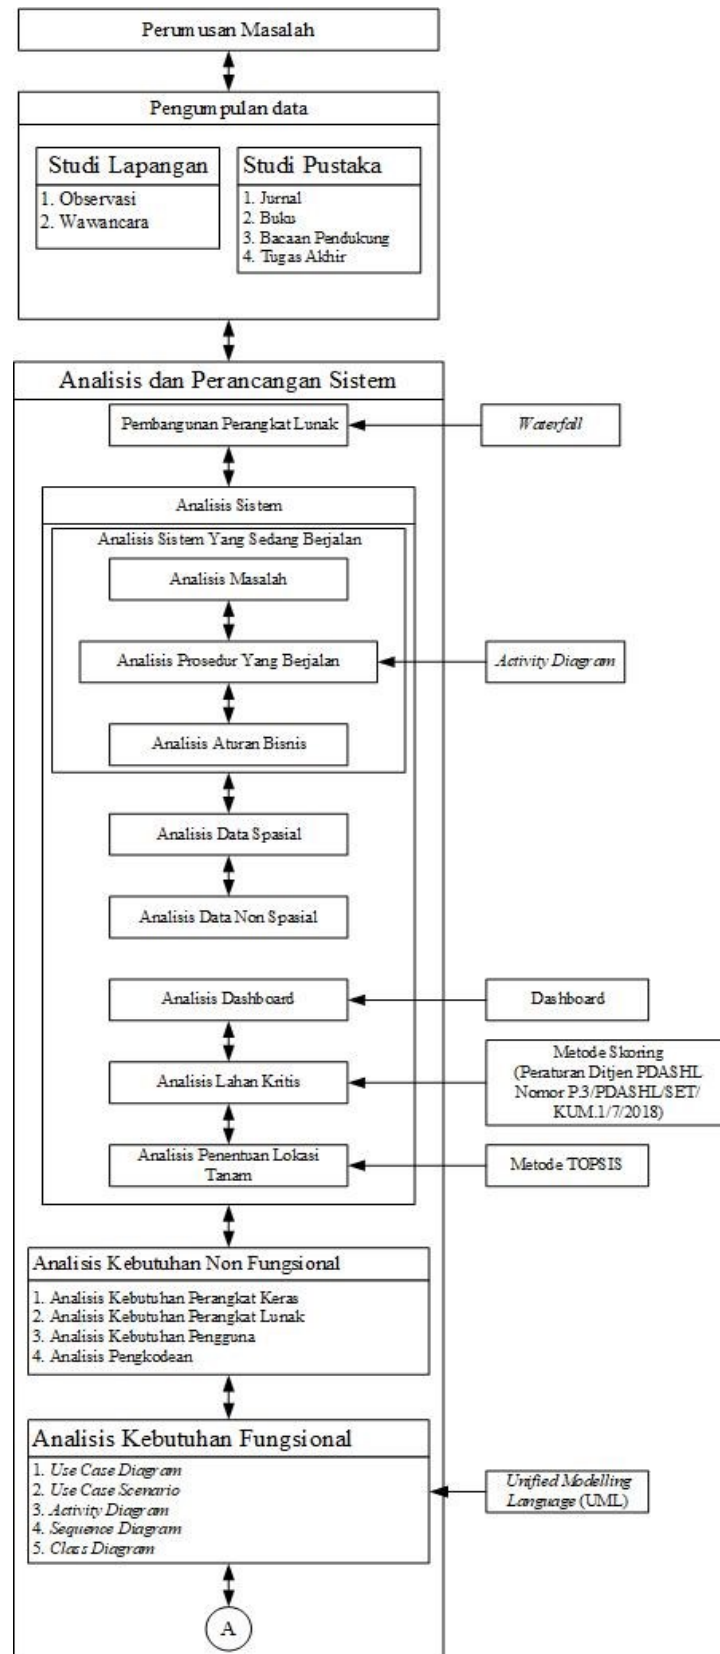 Perumusan Masalah
Pengumpulan data
Studi Lapangan
1. Observasi
2. Wawancara
Studi Pustaka
1. Jurnal
2. Buku
3. Bacaan Pendukung
4. Tugas Akhir
Analisis dan Perancangan Sistem
Pembangunan Perangkat Lunak
Waterfall
Analisis Sistem
Analisis Sistem Yang Sedang Berjalan
Analisis Masalah
Analisis Prosedur Yang Berjalan
Activity Diagram
Analisis Aturan Bisnis
Analisis Data Spasial
Analisis Data Non Spasial
Analisis Dashboard
Dashboard
Analisis Lahan Kritis
Metode Skoring
(Peraturan Ditjen PDASHL
Nomor P.3/PDASHL/SET/
KUM.1/7/2018)
Analisis Penentuan Lokasi
Tanam
Metode TOPSIS
Analisis Kebutuhan Non Fungsional
1. Analisis Kebutuhan Perangkat Keras
2. Analisis Kebutuhan Perangkat Lunak
3. Analisis Kebutuhan Pengguna
4. Analisis Pengkodean
Analisis Kebutuhan Fungsional
1. Use Case Diagram
2. Use Case Scenario
3. Activity Diagram
4. Sequence Diagram
5. Class Diagram
Unified Modelling
Language (UML)
A